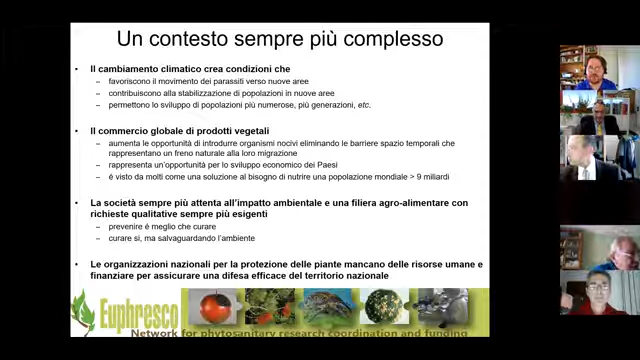 Un contesto sempre più complesso
• Il cambiamento climatico crea condizioni che
– favoriscono il movimento dei parassiti verso nuove aree
– contribuiscono alla stabilizzazione di popolazioni in nuove aree
– permettono lo sviluppo di popolazioni più numerose, più generazioni, etc.
• Il commercio globale di prodotti vegetali
– aumenta le opportunità di introdurre organismi nocivi eliminando le barriere spazio temporali che
rappresentano un freno naturale alla loro migrazione
– rappresenta un'opportunità per lo sviluppo economico dei Paesi
– é visto da molti come una soluzione al bisogno di nutrire una popolazione mondiale > 9 miliardi
• La società sempre più attenta all'impatto ambientale e una filiera agro-alimentare con
richieste qualitative sempre più esigenti
– prevenire é meglio che curare
– curare si, ma salvaguardando l'ambiente
• Le organizzazioni nazionali per la protezione delle piante mancano delle risorse umane e
finanziare per assicurare una difesa efficace del territorio nazionale
Euphresco
Network for phytosanitary research coordination and funding